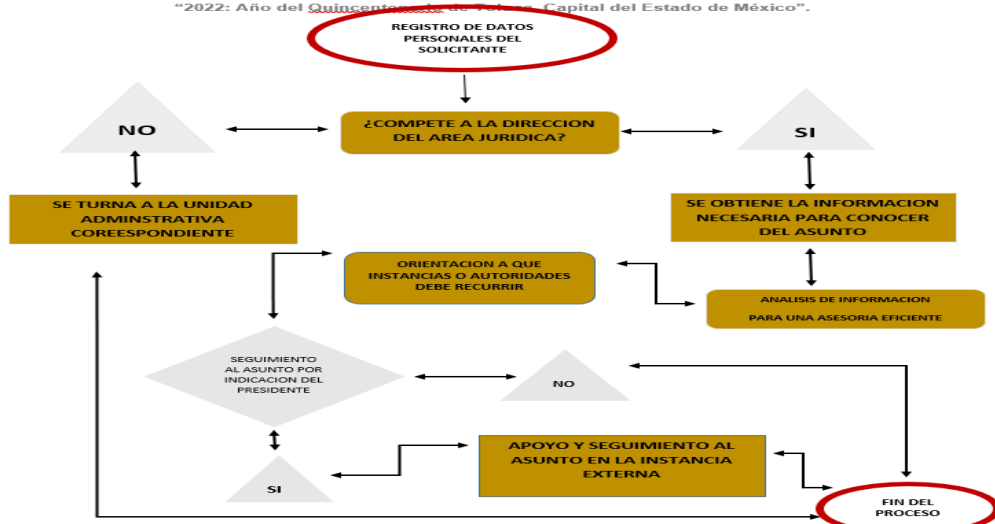 “2022: Año del Quincentenario de Toluca, Capital del Estado de México”.
REGISTRO DE DATOS
PERSONALES DEL
SOLICITANTE
NO
¿COMPETE A LA DIRECCION
DEL AREA JURIDICA?
SI
SE TURNA A LA UNIDAD
ADMINSTRATIVA
COREESPONDIENTE
SE OBTIENE LA INFORMACION
NECESARIA PARA CONOCER
DEL ASUNTO
ORIENTACION A QUE
INSTANCIAS O AUTORIDADES
DEBE RECURRIR
ANALISIS DE INFORMACION
PARA UNA ASESORIA EFICIENTE
SEGUIMIENTO
AL ASUNTO POR
INDICACION DEL
PRESIDENTE
NO
APOYO Y SEGUIMIENTO AL
ASUNTO EN LA INSTANCIA
EXTERNA
SI
FIN DEL
PROCESO